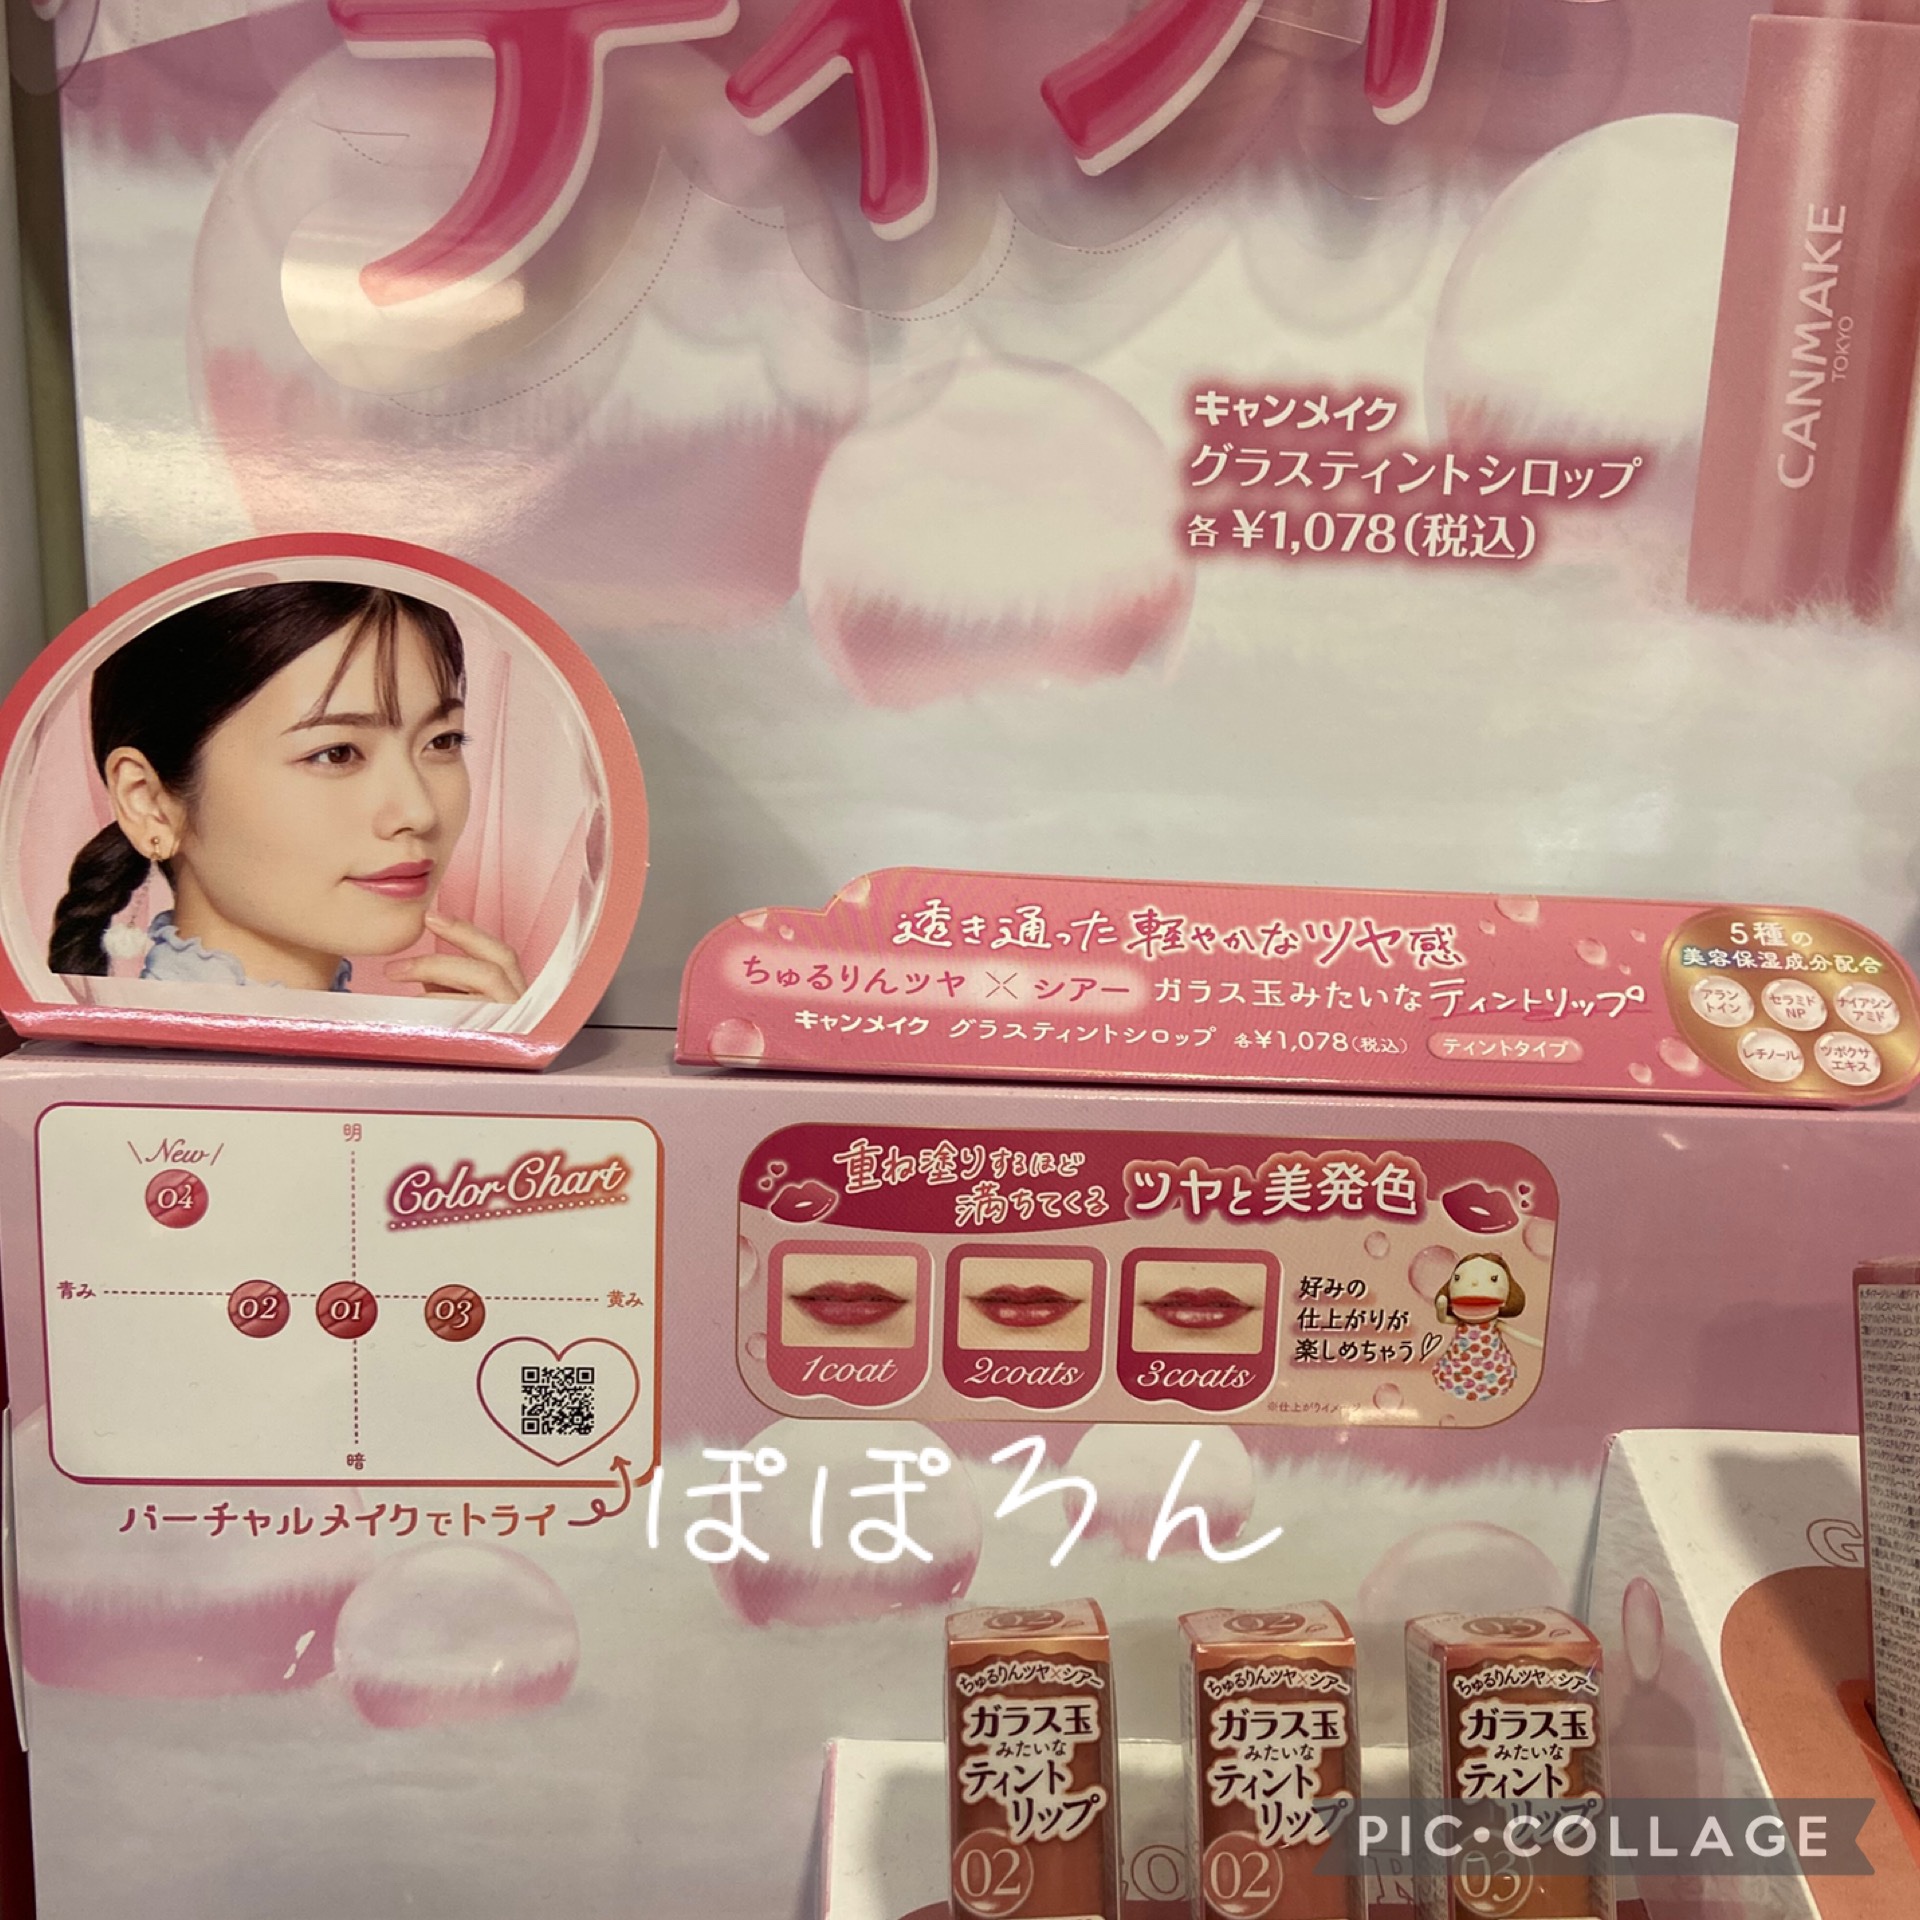 ティン
CANMAKE
TOKYO
キャンメイク
グラスティントシロップ
各¥1,078(税込)
透き通った軽やかなツヤ感
ちゅるりんツヤ×シアー ガラス玉みたいなティントリップ
キャンメイク グラスティントシロップ 各¥1,078(税込) ティントタイプ
5種の
美容保湿成分配合
アラン
トイン
セラミド
NP
ナイアシン
アミド
レチノール
ツボクサ
エキス
New
04
明
Color Chart
青み
02
01
03
黄み
暗
バーチャルメイクでトライ
重ね塗りするほど
満ちてくる
ツヤと美発色
1coat
2coats
3coats
好みの
仕上がりが
楽しめちゃう♡
※仕上がりイメージ
ぽぽろん
02
ちゅるりんツヤ×シアー
ガラス玉
みたいな
ティント
リップ
02
02
ちゅるりんツヤ×シアー
ガラス玉
みたいな
ティント
リップ
02
03
ちゅるりんツヤ×シアー
ガラス玉
みたいな
ティント
リップ
03
PIC•COLLAGE